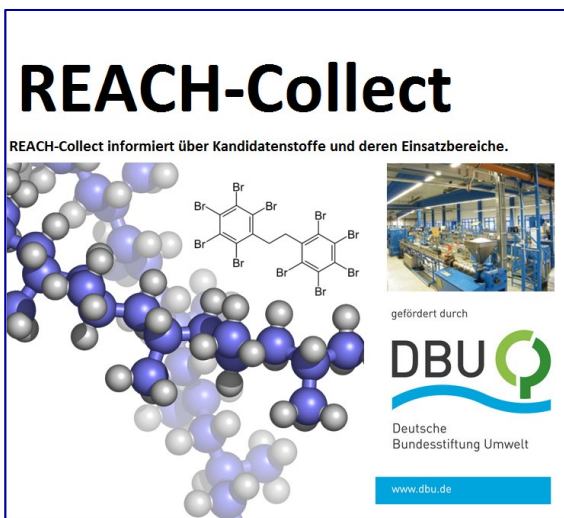 REACH-Collect
REACH-Collect informiert über Kandidatenstoffe und deren Einsatzbereiche.
Br
Br
Br
Br
Br
Br
Br
Br
Br
Br
gefördert durch
DBU
Deutsche
Bundesstiftung Umwelt
www.dbu.de